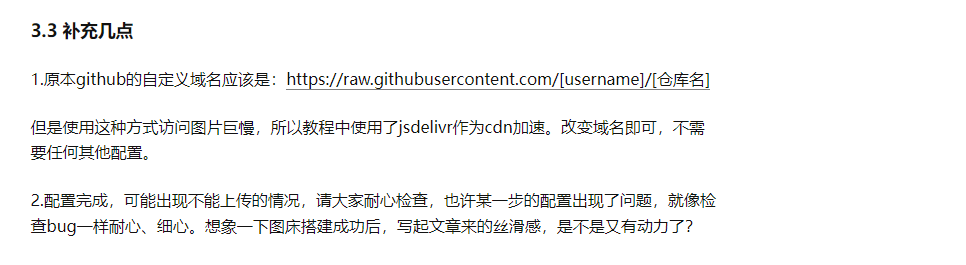 3.3 补充几点
1.原本github的自定义域名应该是：https://raw.githubusercontent.com/[username]/[仓库名]
但是使用这种方式访问图片巨慢，所以教程中使用了jsdelivr作为cdn加速。改变域名即可，不需
要任何其他配置。
2.配置完成，可能出现不能上传的情况，请大家耐心检查，也许某一步的配置出现了问题，就像检
查bug一样耐心、细心。想象一下图床搭建成功后，写起文章来的丝滑感，是不是又有动力了？